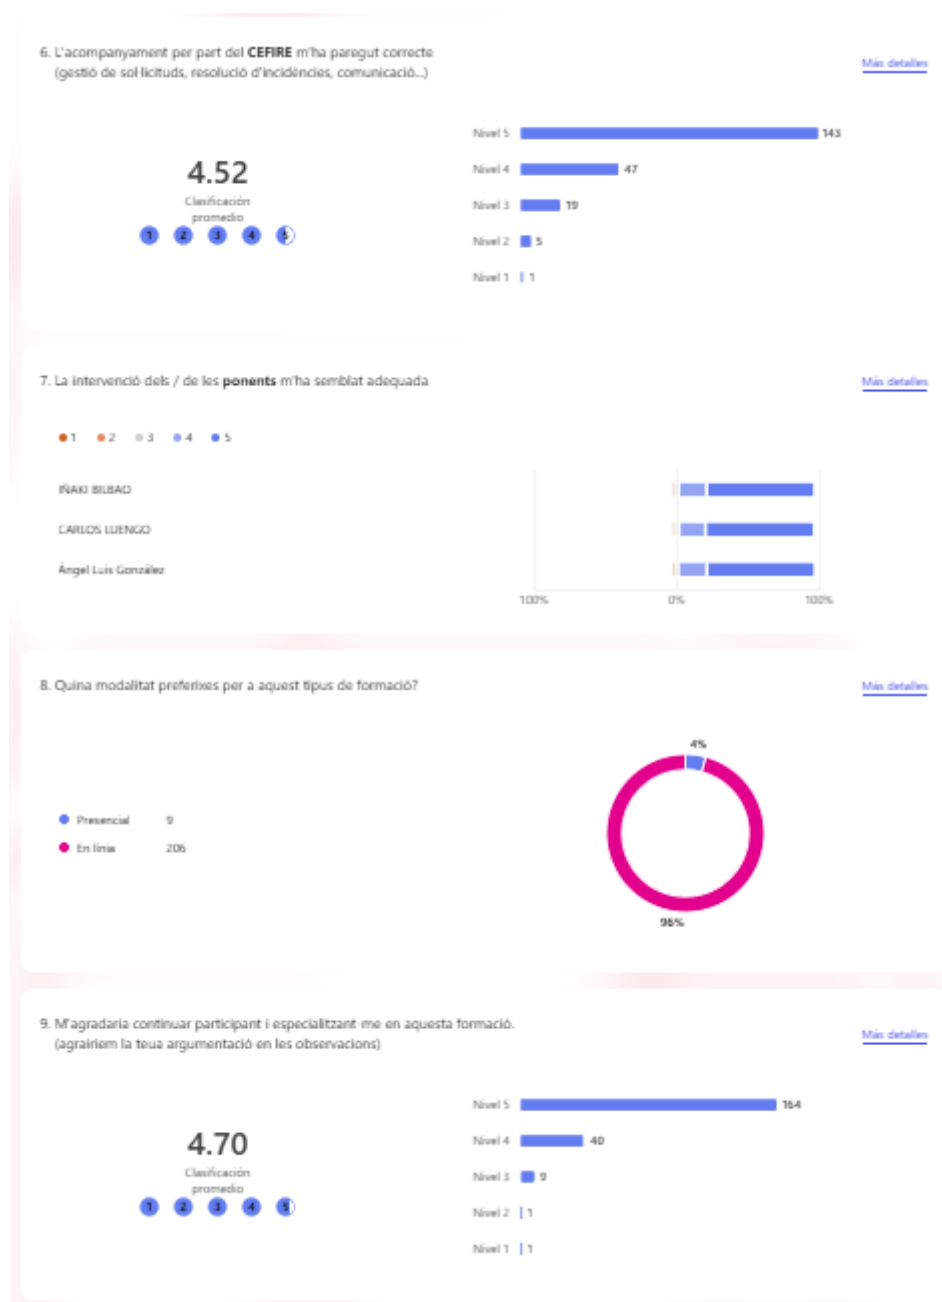 6. L'acompanyament per part del CEFIRE m'ha paregut correcte
(gestió de sol·licituds, resolució d'incidències, comunicació...)
Más detalles
4.52
Clasificación
promedio
1 2 3 4 5
Nivel 5 143
Nivel 4 47
Nivel 3 19
Nivel 2 5
Nivel 1 1
7. La intervenció dels / de les ponents m'ha semblat adequada
Más detalles
1 2 3 4 5
IÑAKI BILBAO
CARLOS LUENGO
Ángel Luis González
100% 0% 100%
8. Quina modalitat preferixes per a aquest tipus de formació?
Más detalles
4%
Presencial 9
En línia 206
96%
9. M'agradaria continuar participant i especialitzant-me en aquesta formació.
(agrairíem la teua argumentació en les observacions)
Más detalles
4.70
Clasificación
promedio
1 2 3 4 5
Nivel 5 164
Nivel 4 40
Nivel 3 9
Nivel 2 1
Nivel 1 1